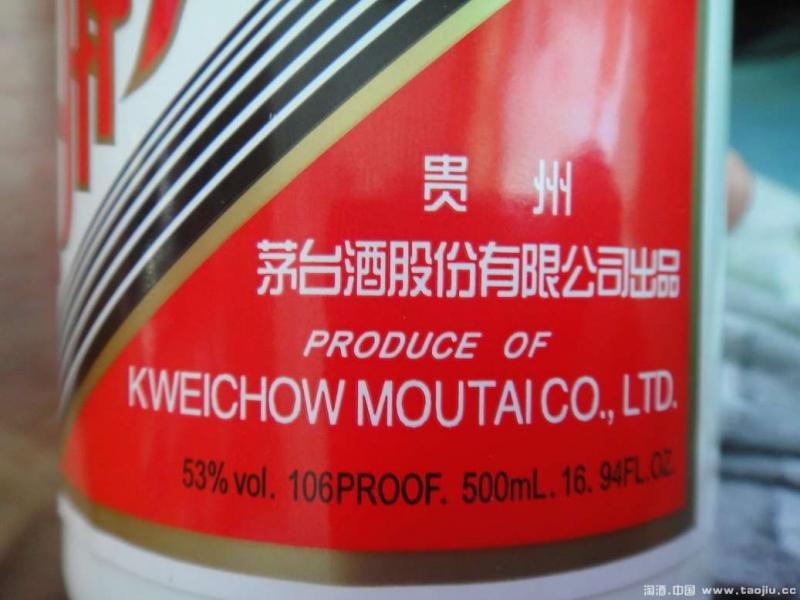 贵州
茅台酒股份有限公司出品
PRODUCE OF
KWEICHOW MOUTAI CO., LTD.
53% vol. 106PROOF. 500mL. 16. 94FL.OZ.
淘酒.中国 www.taojiu.cc